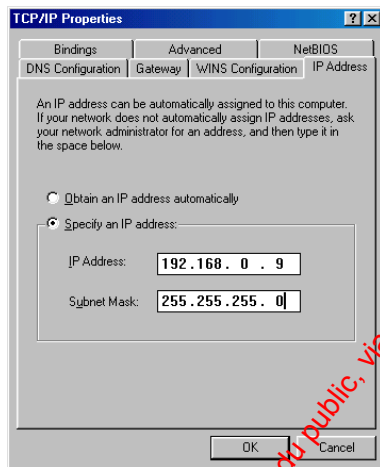 TCP/IP Properties
Bindings Advanced NetBIOS
DNS Configuration Gateway WINS Configuration IP Address
An IP address can be automatically assigned to this computer.
If your network does not automatically assign IP addresses, ask
your network administrator for an address, and then type it in
the space below.
Obtain an IP address automatically
Specify an IP address:
IP Address: 192.168. 0 . 9
Subnet Mask: 255.255.255. 0
OK Cancel
du public, via